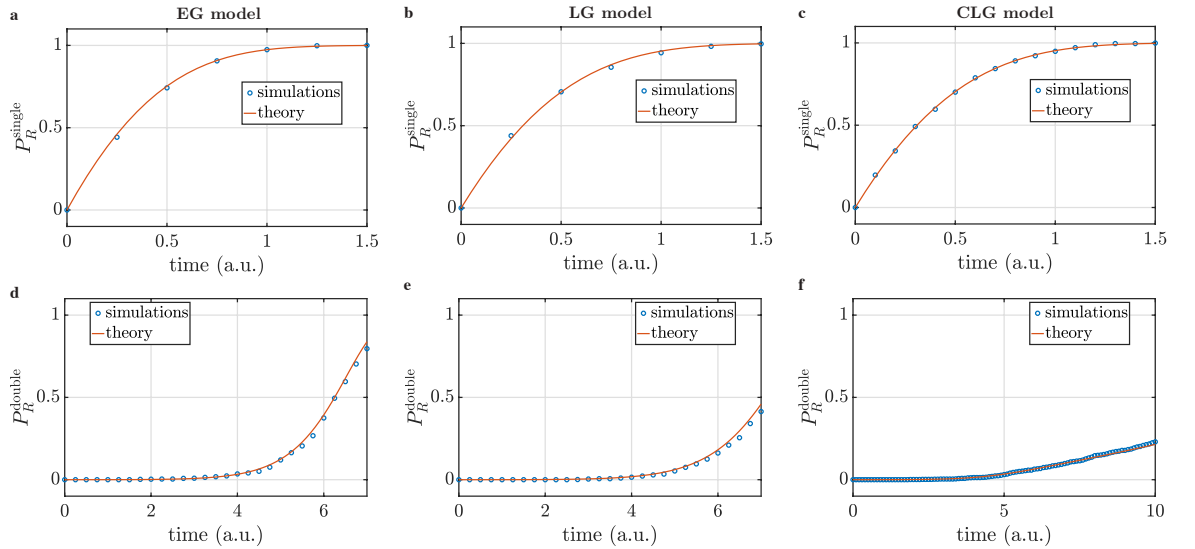 a
EG model
1
0.5
0
P_R^single
simulations
theory
0
0.5
1
1.5
time (a.u.)
b
LG model
1
0.5
0
P_R^single
simulations
theory
0
0.5
1
1.5
time (a.u.)
c
CLG model
1
0.5
0
P_R^single
simulations
theory
0
0.5
1
1.5
time (a.u.)
d
1
0.5
0
P_R^double
simulations
theory
0
2
4
6
time (a.u.)
e
1
0.5
0
P_R^double
simulations
theory
0
2
4
6
time (a.u.)
f
1
0.5
0
P_R^double
simulations
theory
0
5
10
time (a.u.)